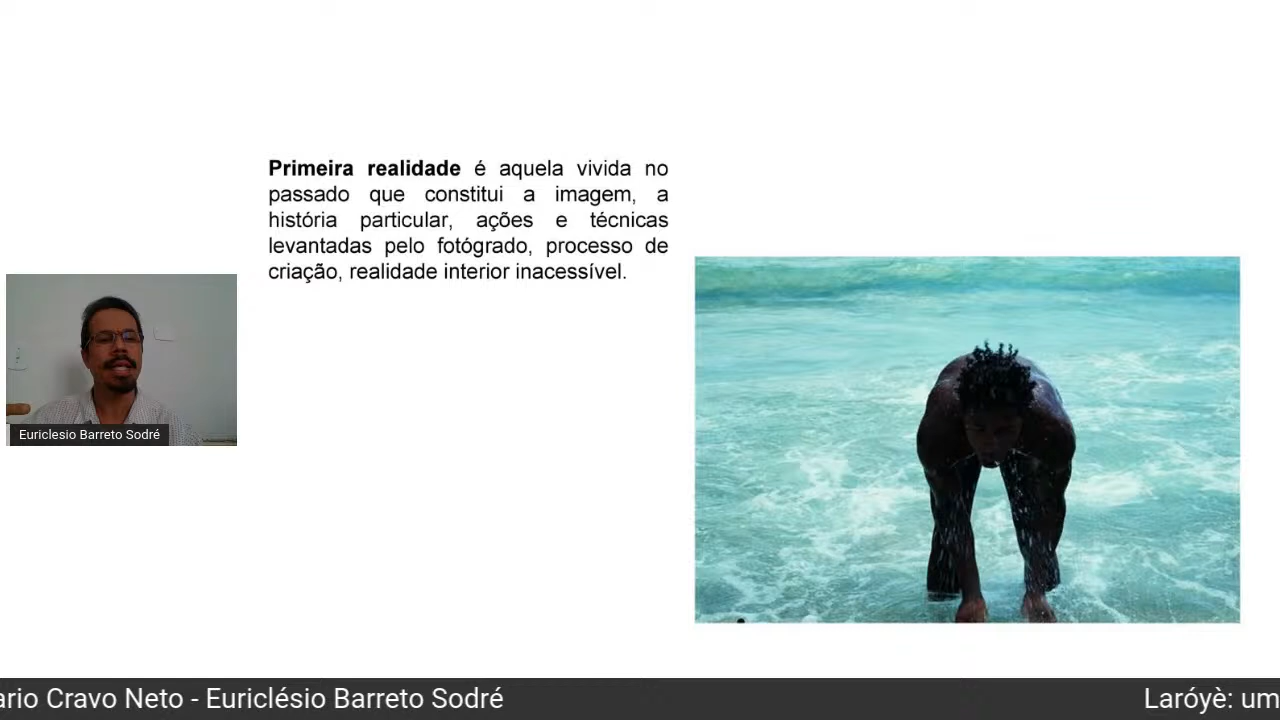 Primeira realidade é aquela vivida no
passado que constitui a imagem, a
história particular, ações e técnicas
levantadas pelo fotógrado, processo de
criação, realidade interior inacessível.
Euriclesio Barreto Sodré
ario Cravo Neto - Euriclésio Barreto Sodré
Laróyè: um